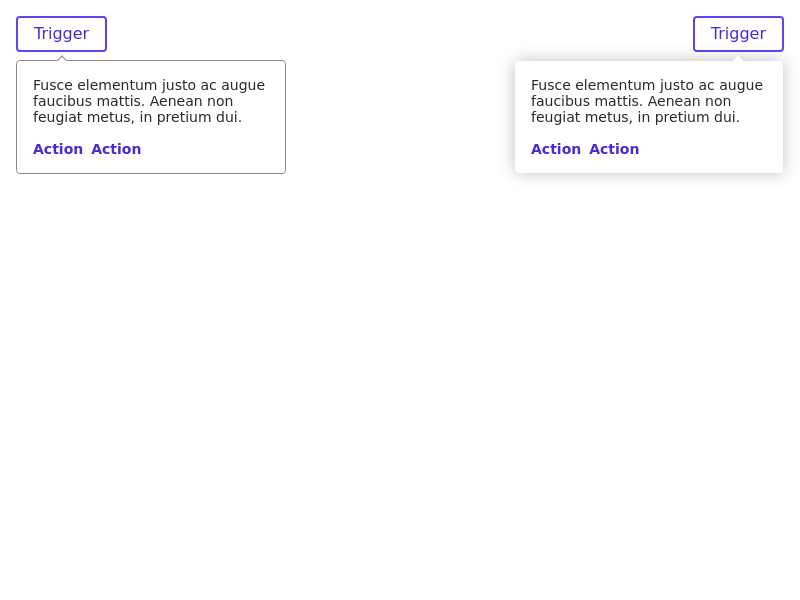 Trigger
Fusce elementum justo ac augue
faucibus mattis. Aenean non
feugiat metus, in pretium dui.
Action Action
Trigger
Fusce elementum justo ac augue
faucibus mattis. Aenean non
feugiat metus, in pretium dui.
Action Action